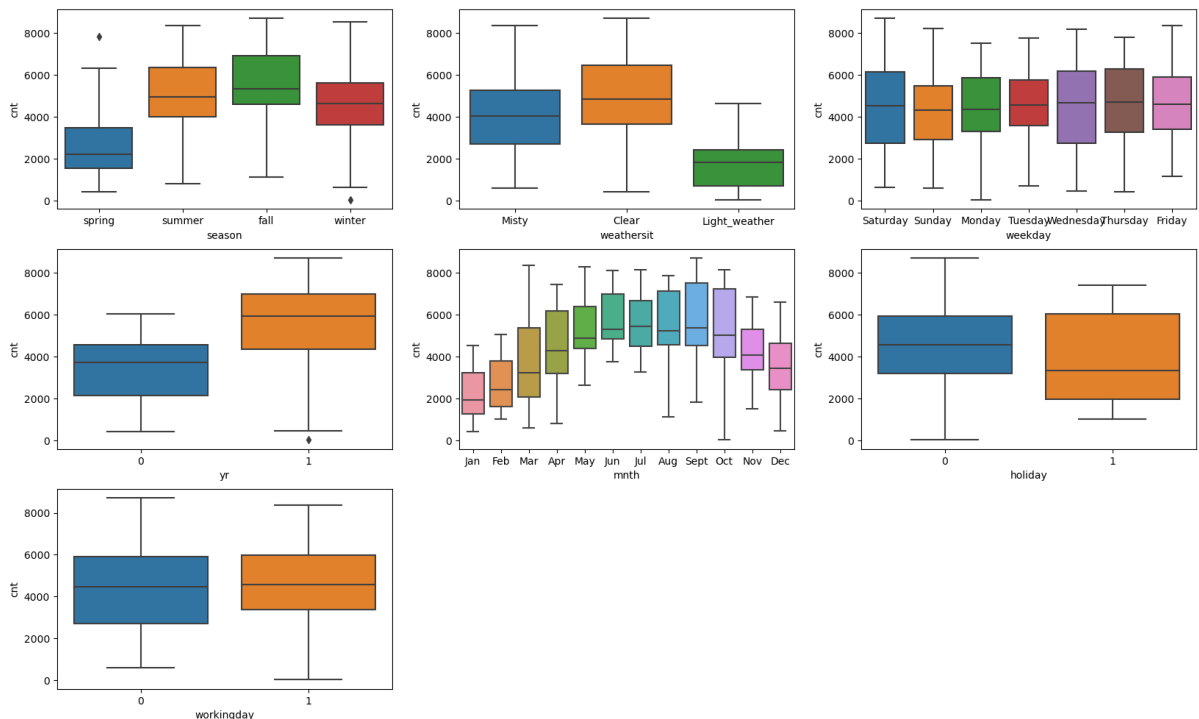 8000
6000
4000
2000
0
cnt
spring summer fall winter
season
8000
6000
4000
2000
0
cnt
Misty Clear Light_weather
weathersit
8000
6000
4000
2000
0
cnt
Saturday Sunday Monday Tuesday Wednesday Thursday Friday
weekday
8000
6000
4000
2000
0
cnt
0 1
yr
8000
6000
4000
2000
0
cnt
Jan Feb Mar Apr May Jun Jul Aug Sept Oct Nov Dec
mnth
8000
6000
4000
2000
0
cnt
0 1
holiday
8000
6000
4000
2000
0
cnt
0 1
workingday